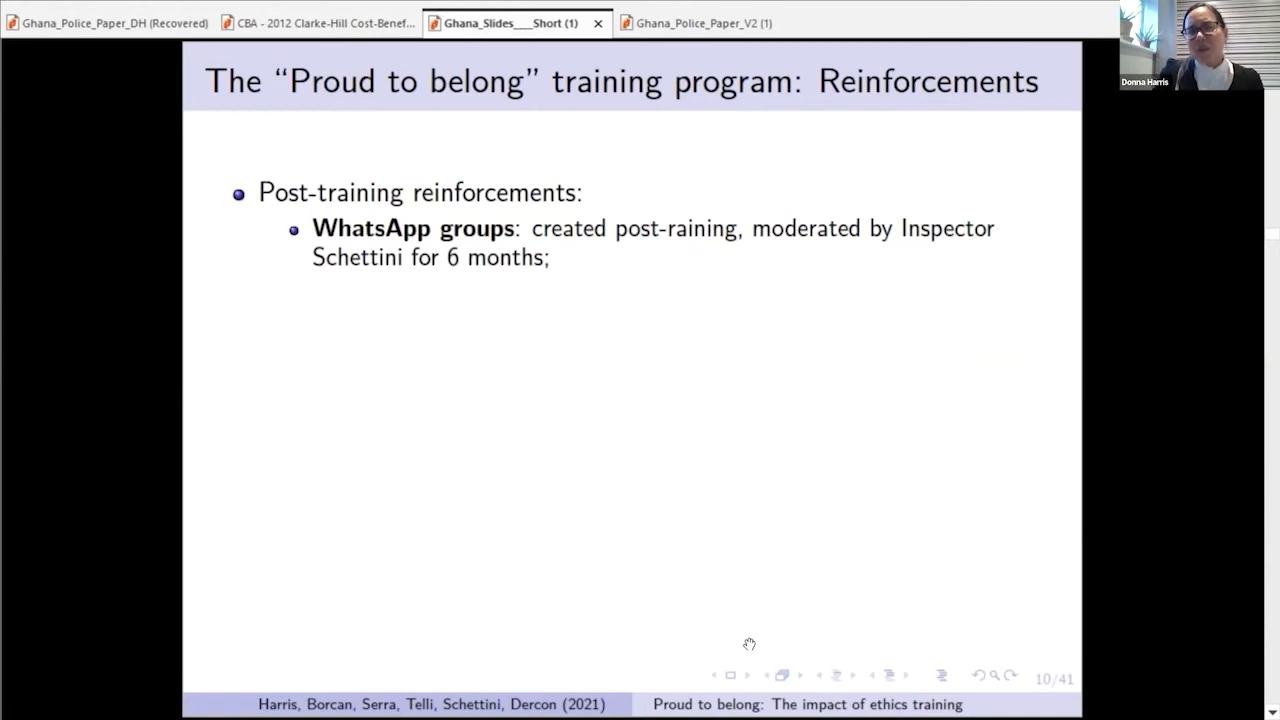 Ghana_Police_Paper_DH (Recovered)
CBA - 2012 Clarke-Hill Cost-Benef...
Ghana_Slides___Short (1)
Ghana_Police_Paper_V2 (1)
Donna Harris
The “Proud to belong” training program: Reinforcements
Post-training reinforcements:
WhatsApp groups: created post-raining, moderated by Inspector
Schettini for 6 months;
10/41
Harris, Borcan, Serra, Telli, Schettini, Dercon (2021)
Proud to belong: The impact of ethics training